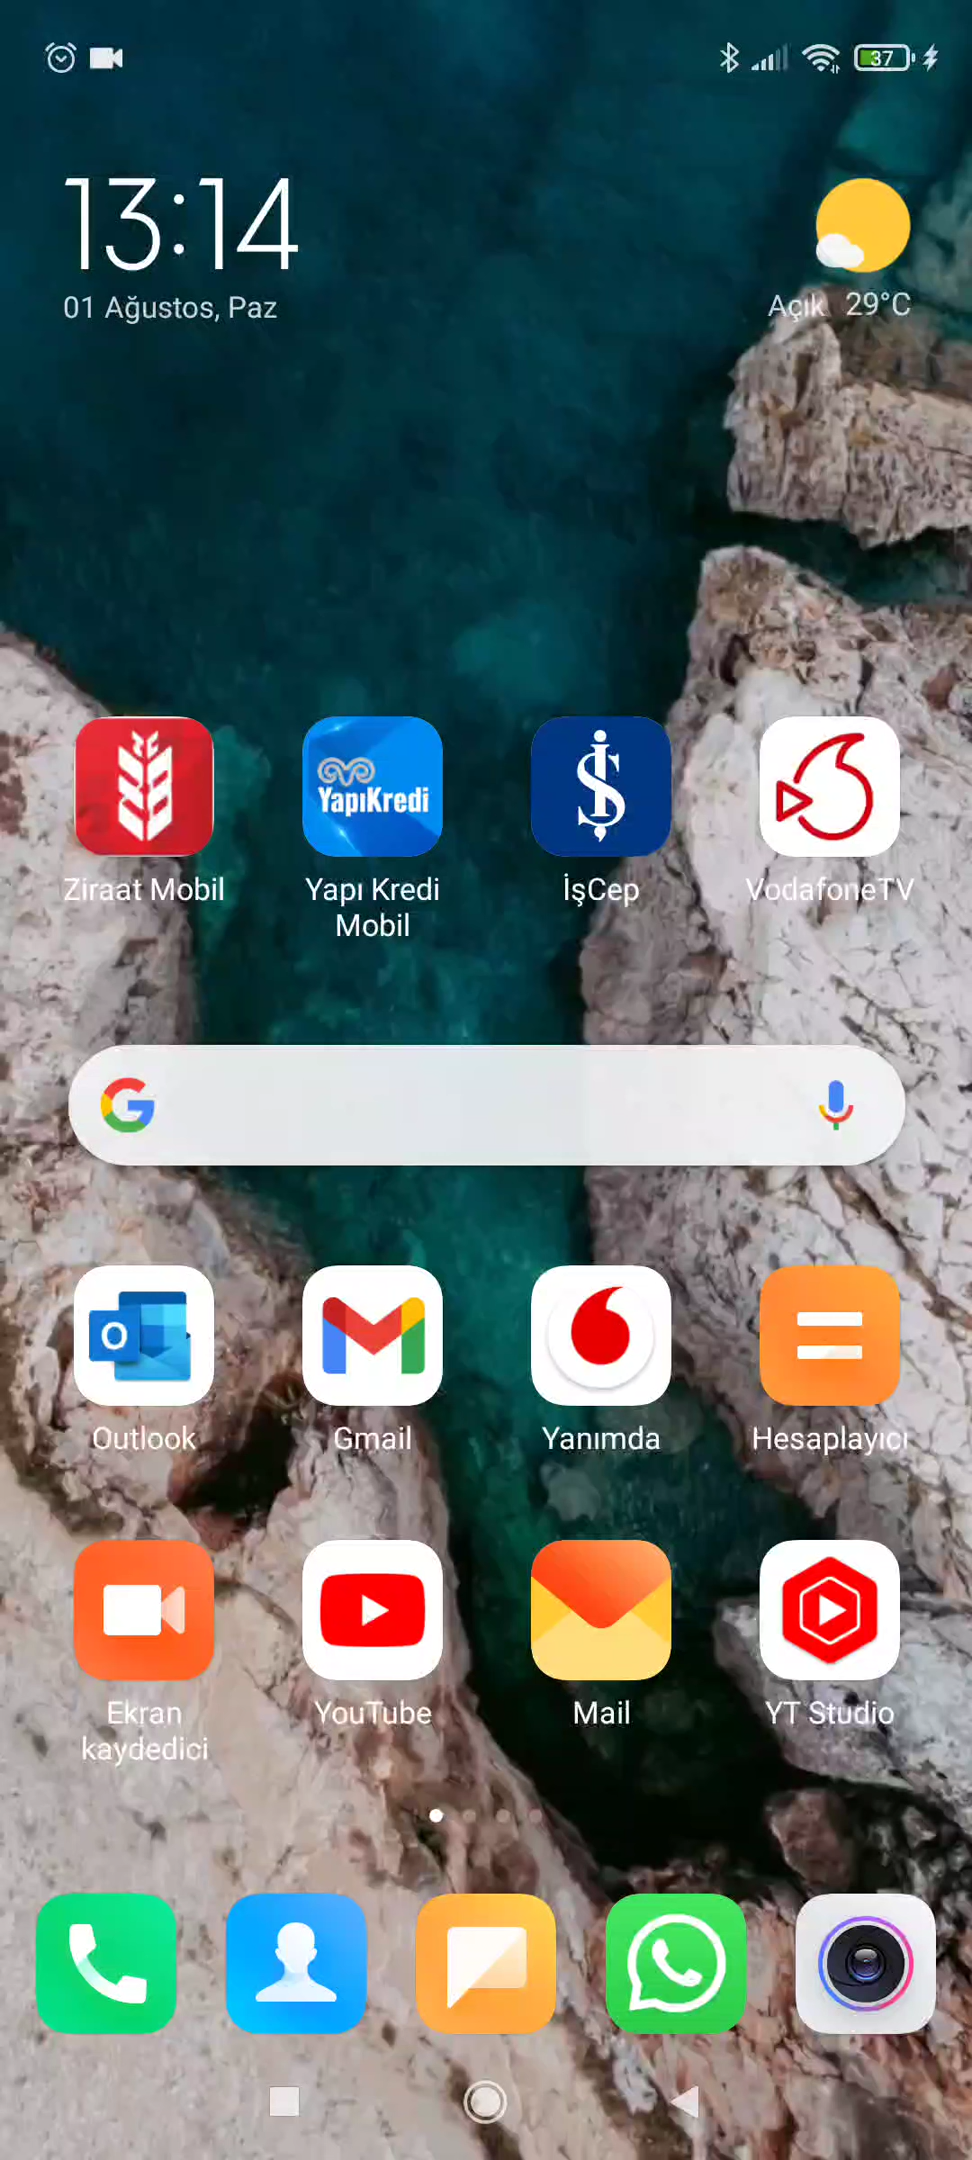 37
13:14
01 Ağustos, Paz
Açık 29°C
TC
YapıKredi
Ziraat Mobil
Yapı Kredi
Mobil
İşCep
VodafoneTV
G
O
Outlook
Gmail
Yanımda
Hesaplayıcı
Ekran
kaydedici
YouTube
Mail
YT Studio